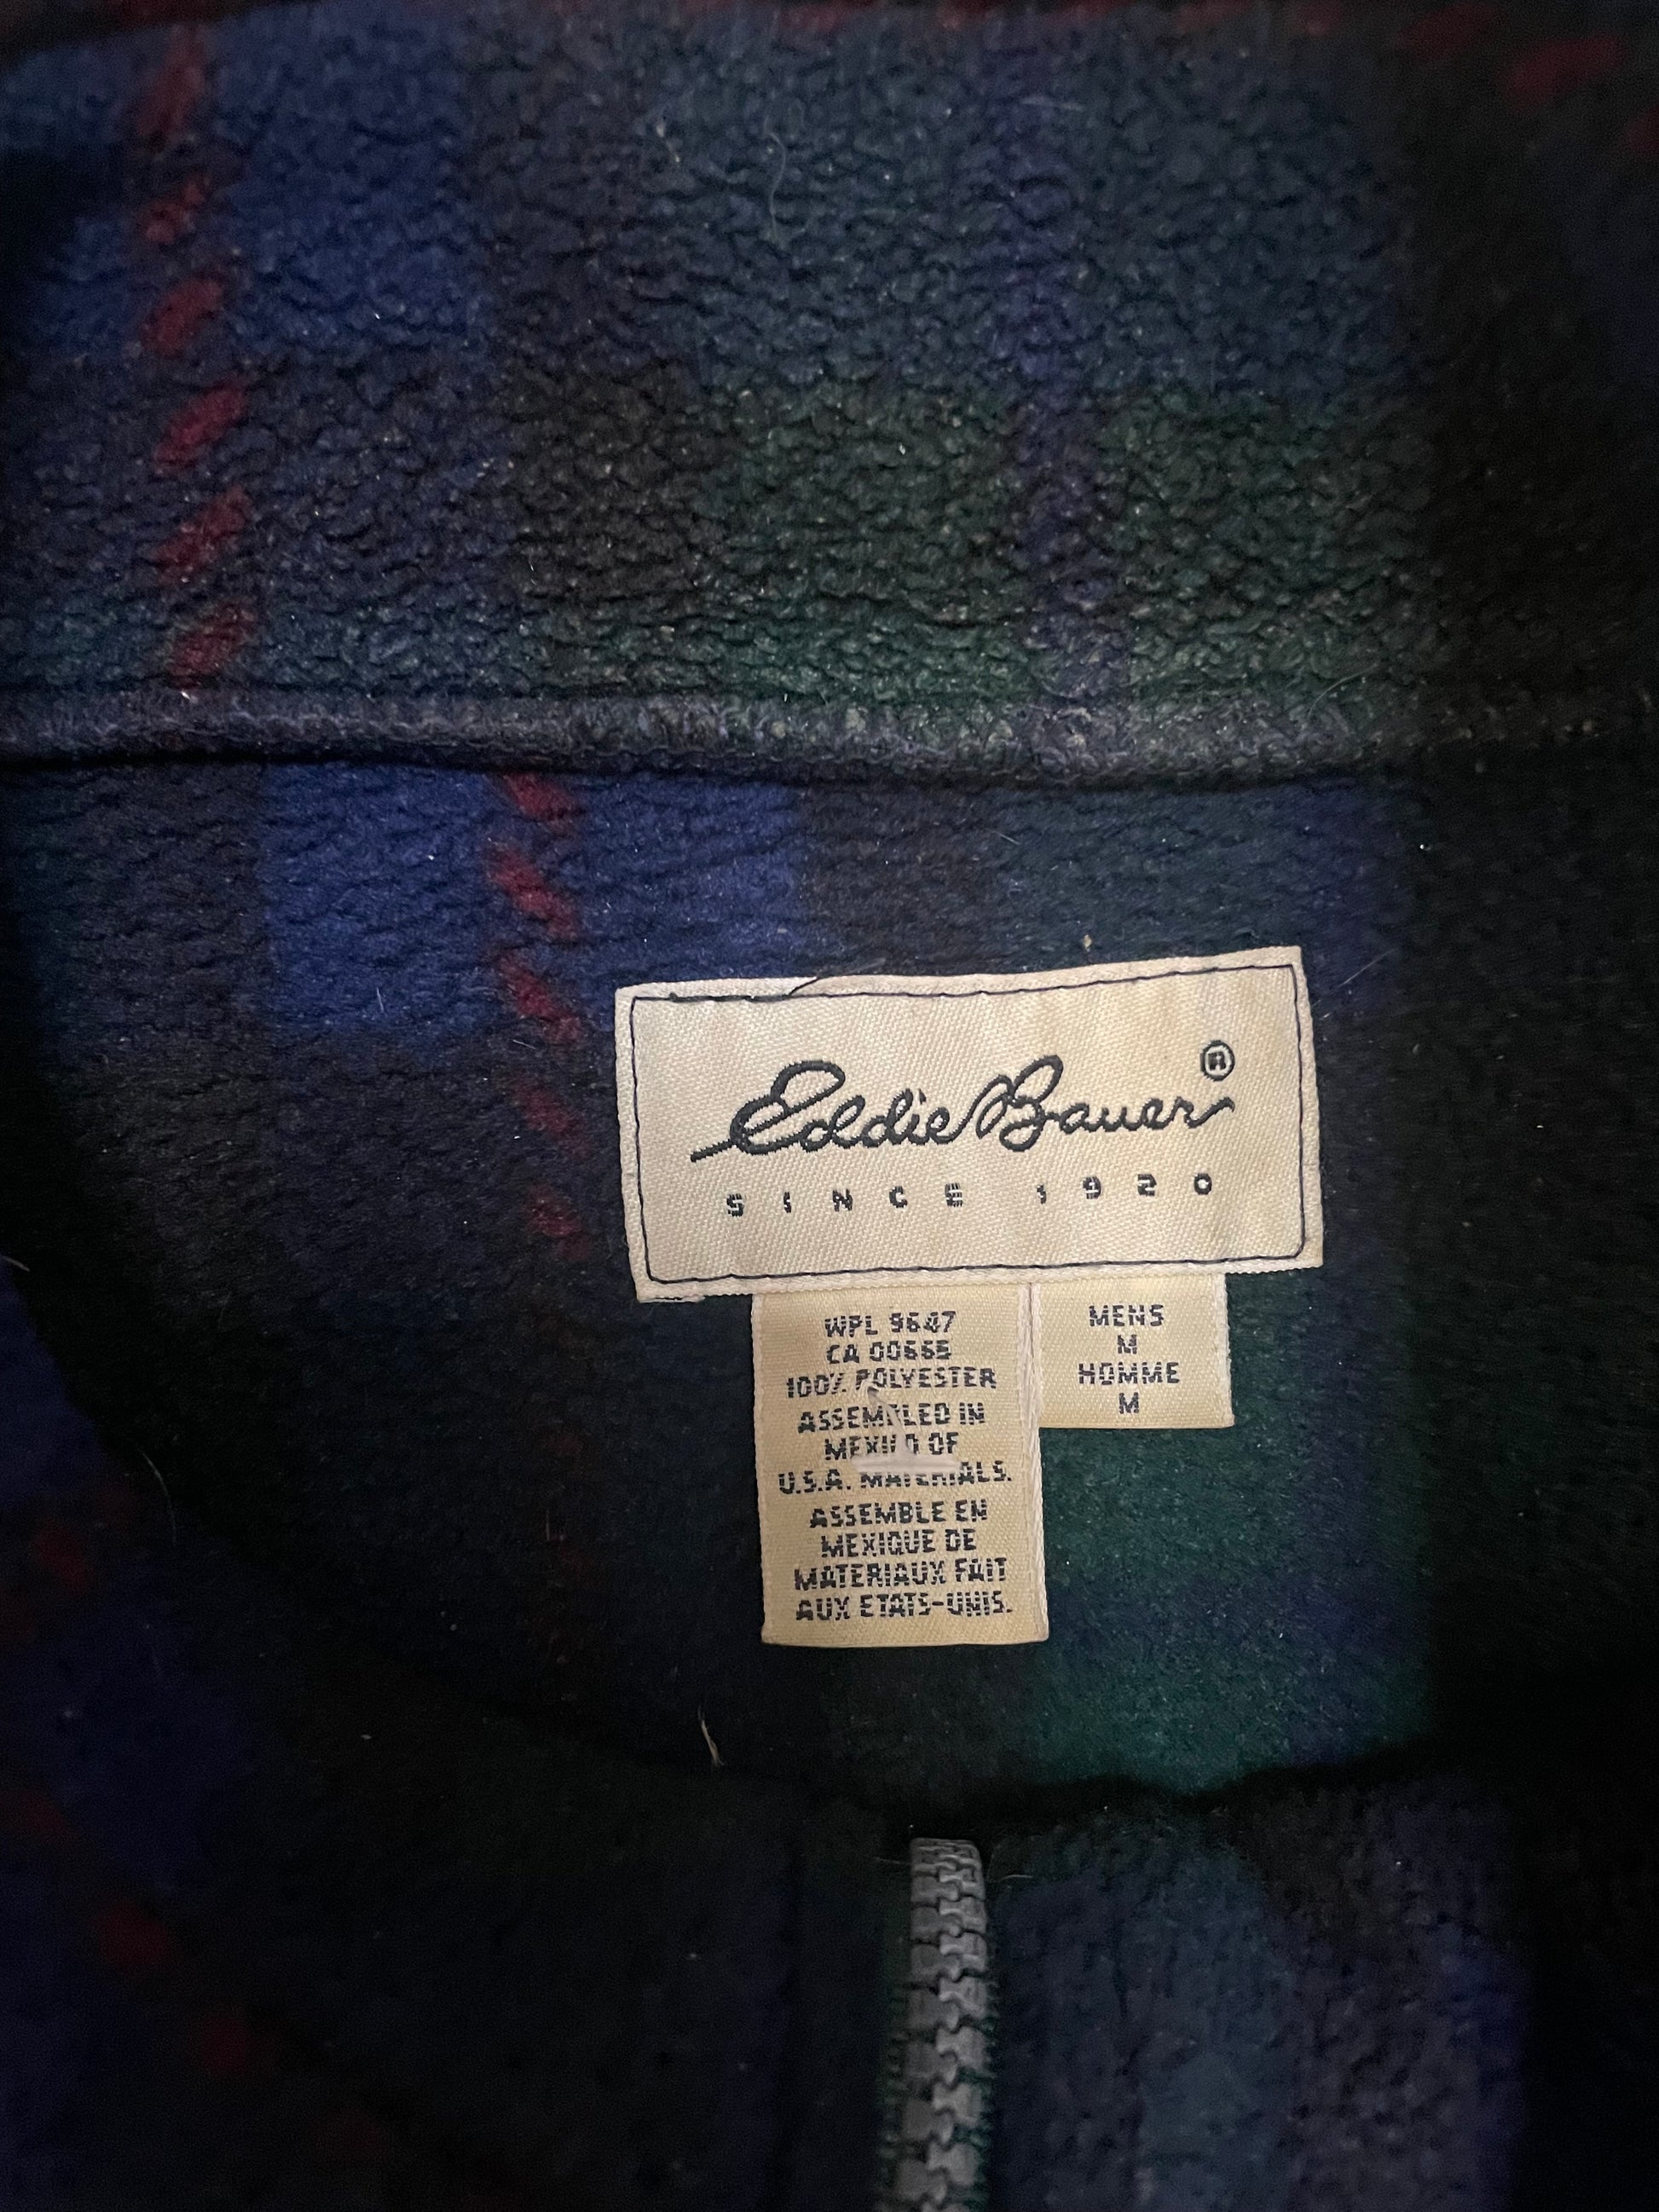 Eddie Bauer®
SINCE 1920
WPL 9647
CA 00665
100% POLYESTER
ASSEMBLED IN
MEXICO OF
U.S.A. MATERIALS.
ASSEMBLE EN
MEXIQUE DE
MATERIAUX FAIT
AUX ETATS-UNIS.
MENS
M
HOMME
M